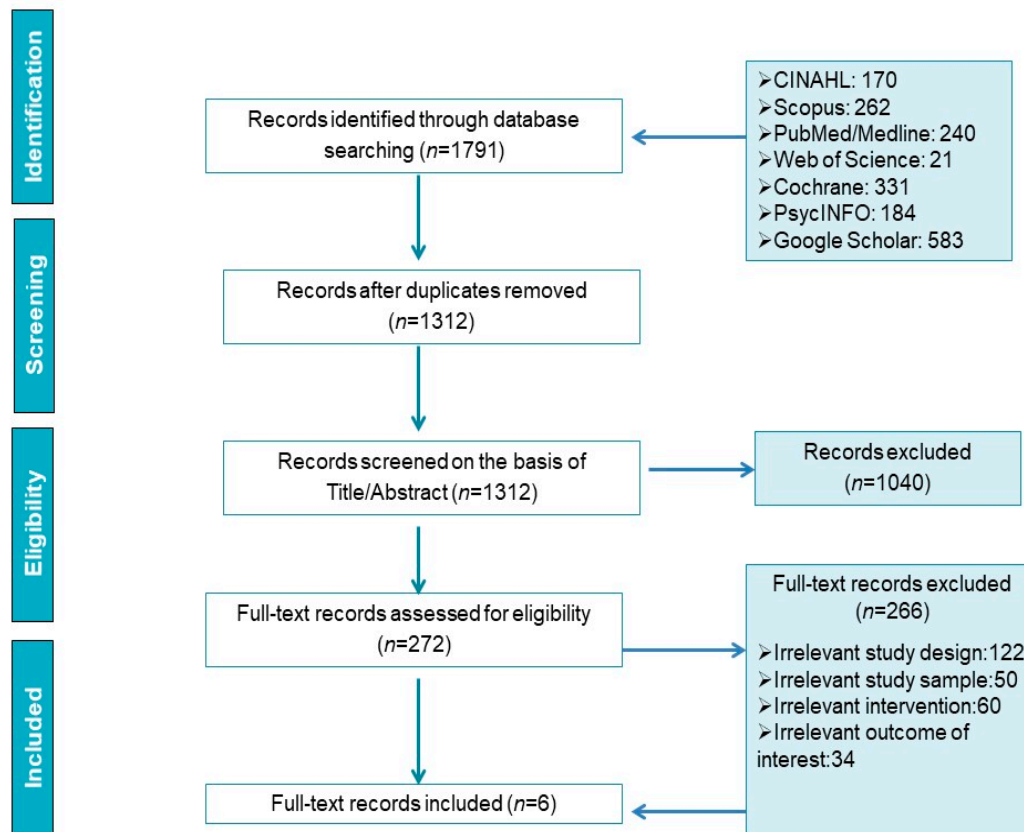 Identification
Records identified through database
searching (n=1791)
➢CINAHL: 170
➢Scopus: 262
➢PubMed/Medline: 240
➢Web of Science: 21
➢Cochrane: 331
➢PsycINFO: 184
➢Google Scholar: 583
Screening
Records after duplicates removed
(n=1312)
Eligibility
Records screened on the basis of
Title/Abstract (n=1312)
Records excluded
(n=1040)
Full-text records assessed for eligibility
(n=272)
Full-text records excluded
(n=266)
➢Irrelevant study design:122
➢Irrelevant study sample:50
➢Irrelevant intervention:60
➢Irrelevant outcome of
interest:34
Included
Full-text records included (n=6)